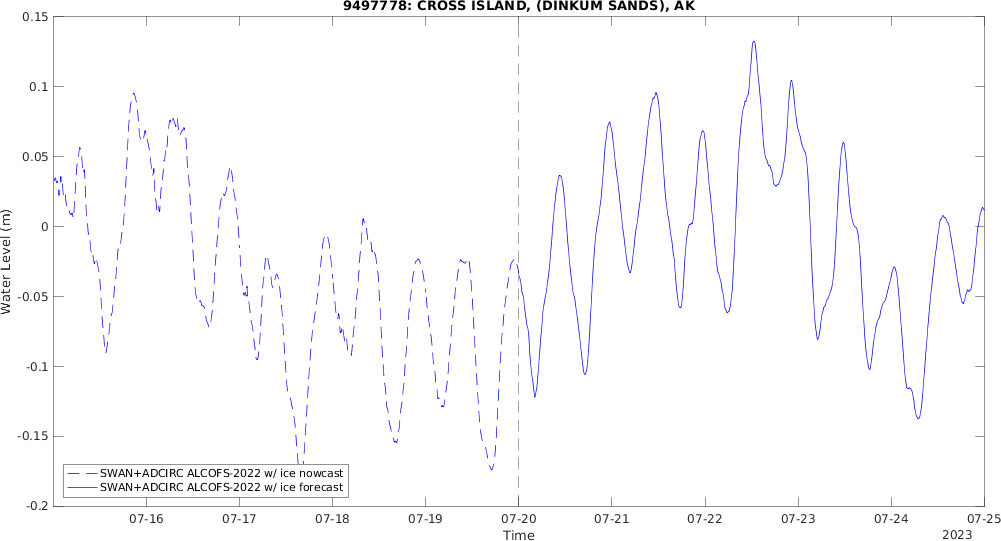 9497778: CROSS ISLAND, (DINKUM SANDS), AK
0.15
0.1
0.05
0
-0.05
-0.1
-0.15
-0.2
Water Level (m)
SWAN+ADCIRC ALCOFS-2022 w/ ice nowcast
SWAN+ADCIRC ALCOFS-2022 w/ ice forecast
07-16 07-17 07-18 07-19 07-20 07-21 07-22 07-23 07-24 07-25
Time
2023